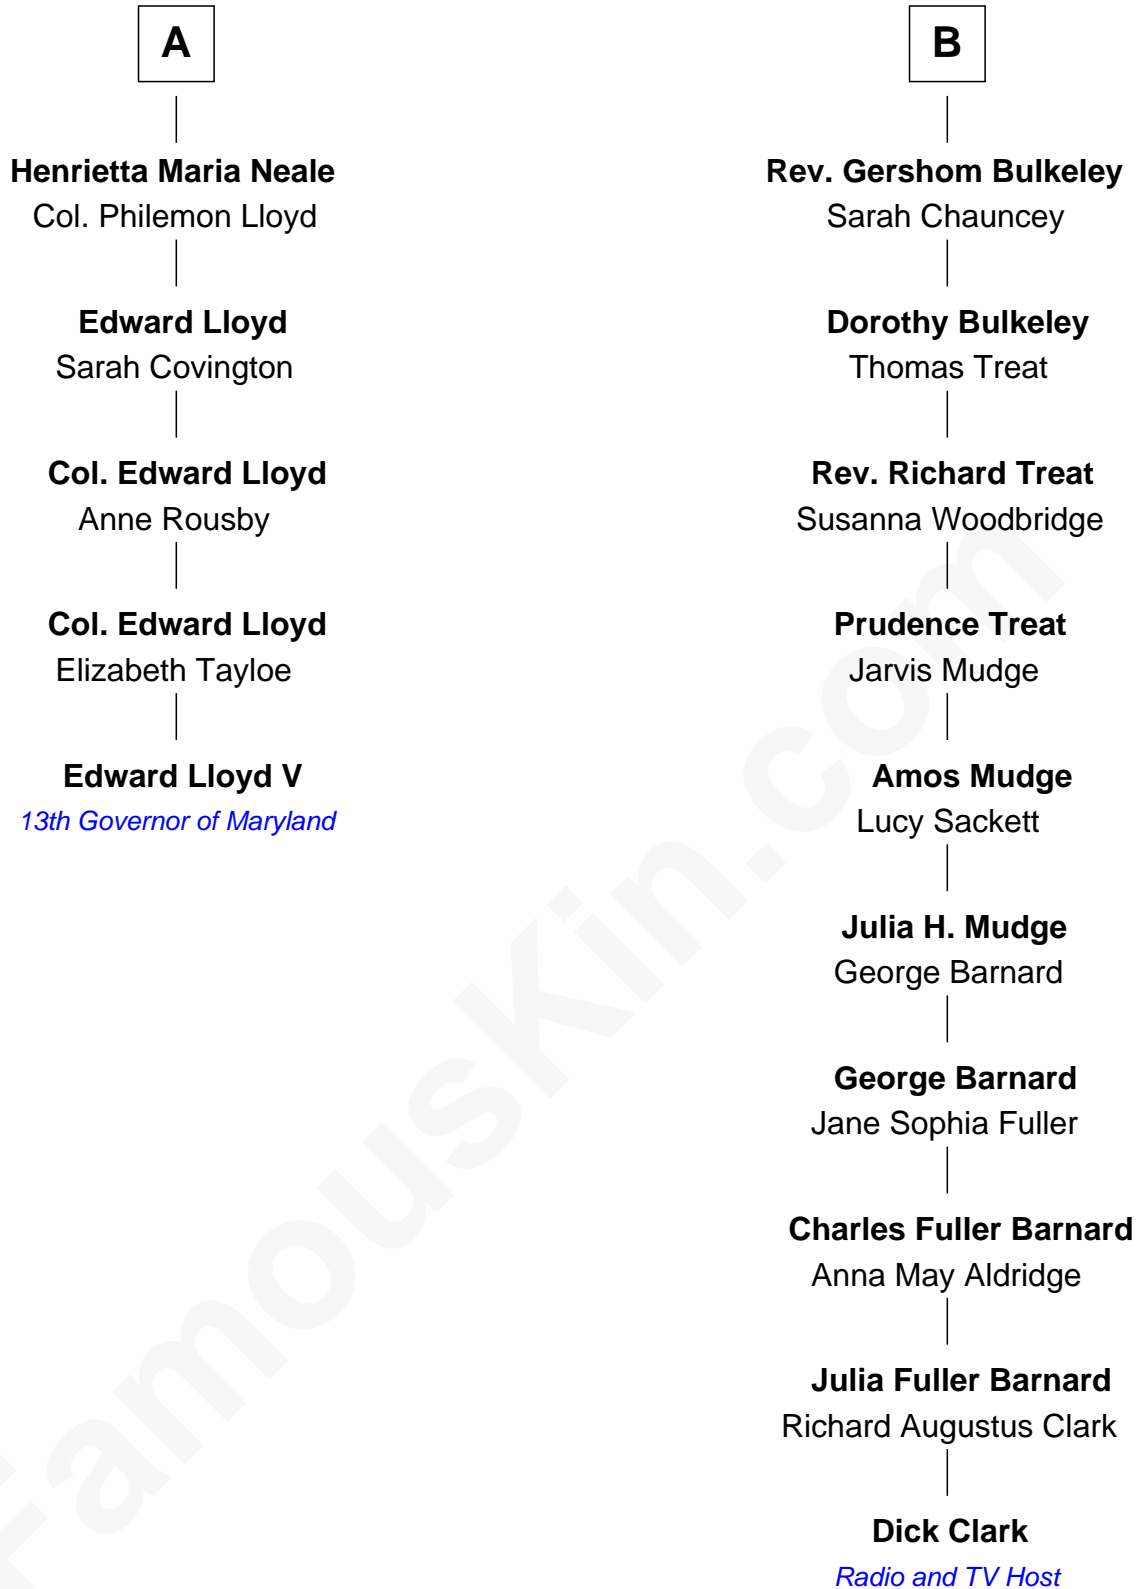 A
Henrietta Maria Neale
Col. Philemon Lloyd
Edward Lloyd
Sarah Covington
Col. Edward Lloyd
Anne Rousby
Col. Edward Lloyd
Elizabeth Tayloe
Edward Lloyd V
13th Governor of Maryland
B
Rev. Gershom Bulkeley
Sarah Chauncey
Dorothy Bulkeley
Thomas Treat
Rev. Richard Treat
Susanna Woodbridge
Prudence Treat
Jarvis Mudge
Amos Mudge
Lucy Sackett
Julia H. Mudge
George Barnard
George Barnard
Jane Sophia Fuller
Charles Fuller Barnard
Anna May Aldridge
Julia Fuller Barnard
Richard Augustus Clark
Dick Clark
Radio and TV Host
FamousKin.com